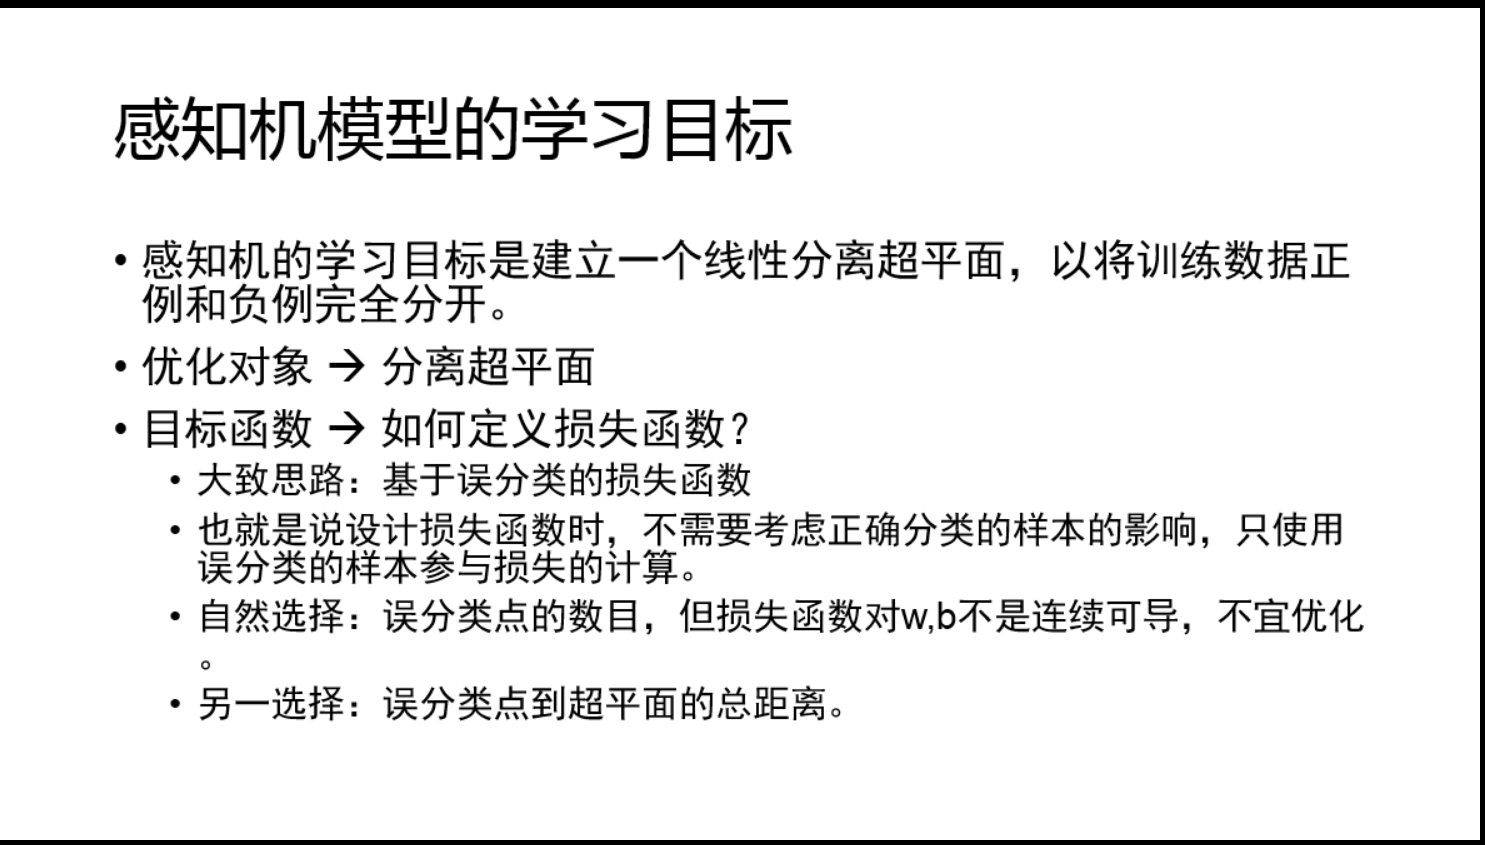 感知机模型的学习目标
• 感知机的学习目标是建立一个线性分离超平面，以将训练数据正
例和负例完全分开。
• 优化对象 → 分离超平面
• 目标函数 → 如何定义损失函数？
• 大致思路：基于误分类的损失函数
• 也就是说设计损失函数时，不需要考虑正确分类的样本的影响，只使用
误分类的样本参与损失的计算。
• 自然选择：误分类点的数目，但损失函数对w,b不是连续可导，不宜优化
。
• 另一选择：误分类点到超平面的总距离。